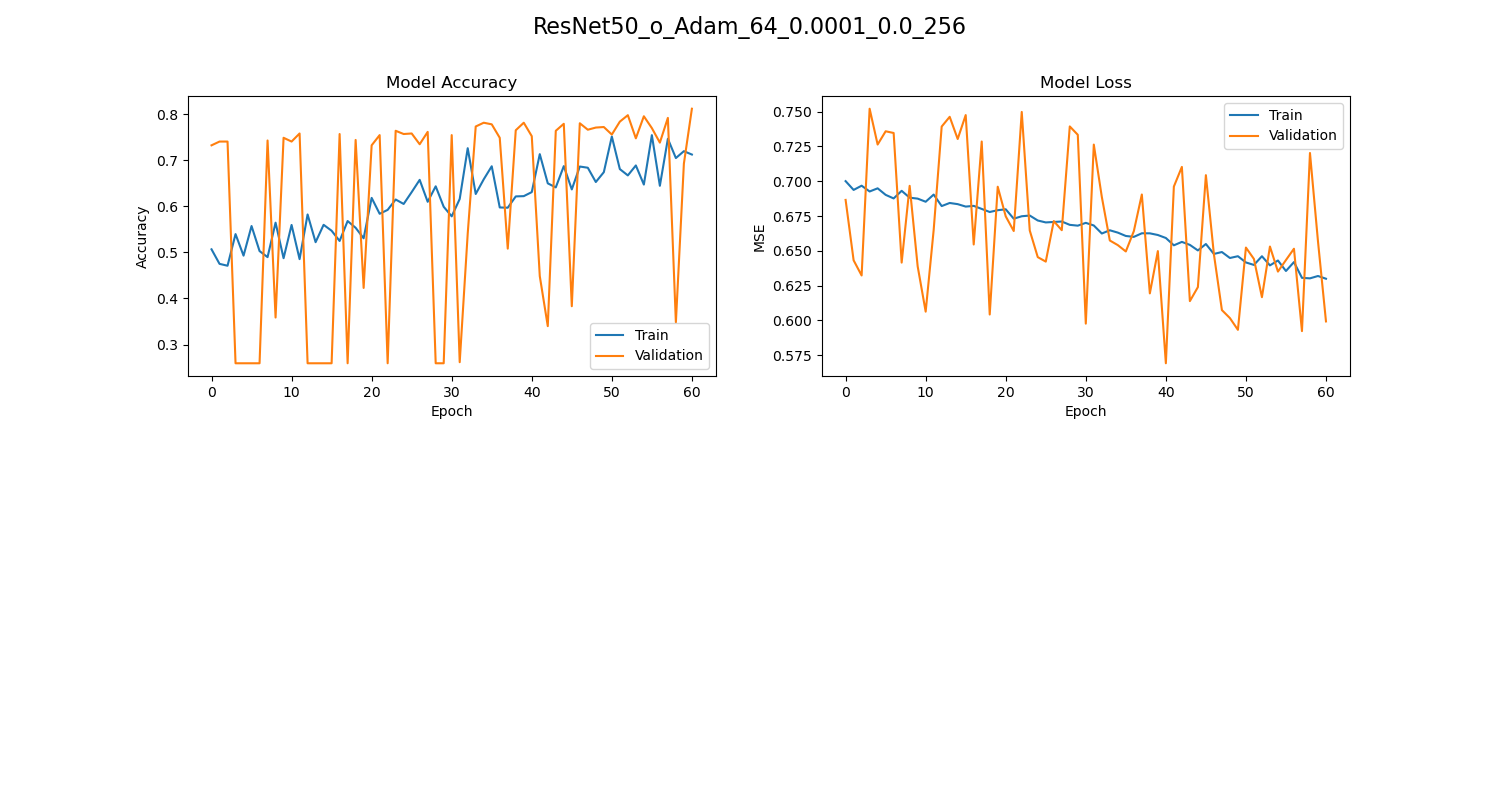 ResNet50_o_Adam_64_0.0001_0.0_256
Model Accuracy
Accuracy
0.8
0.7
0.6
0.5
0.4
0.3
Train
Validation
0
10
20
30
40
50
60
Epoch
Model Loss
MSE
0.750
0.725
0.700
0.675
0.650
0.625
0.600
0.575
Train
Validation
0
10
20
30
40
50
60
Epoch